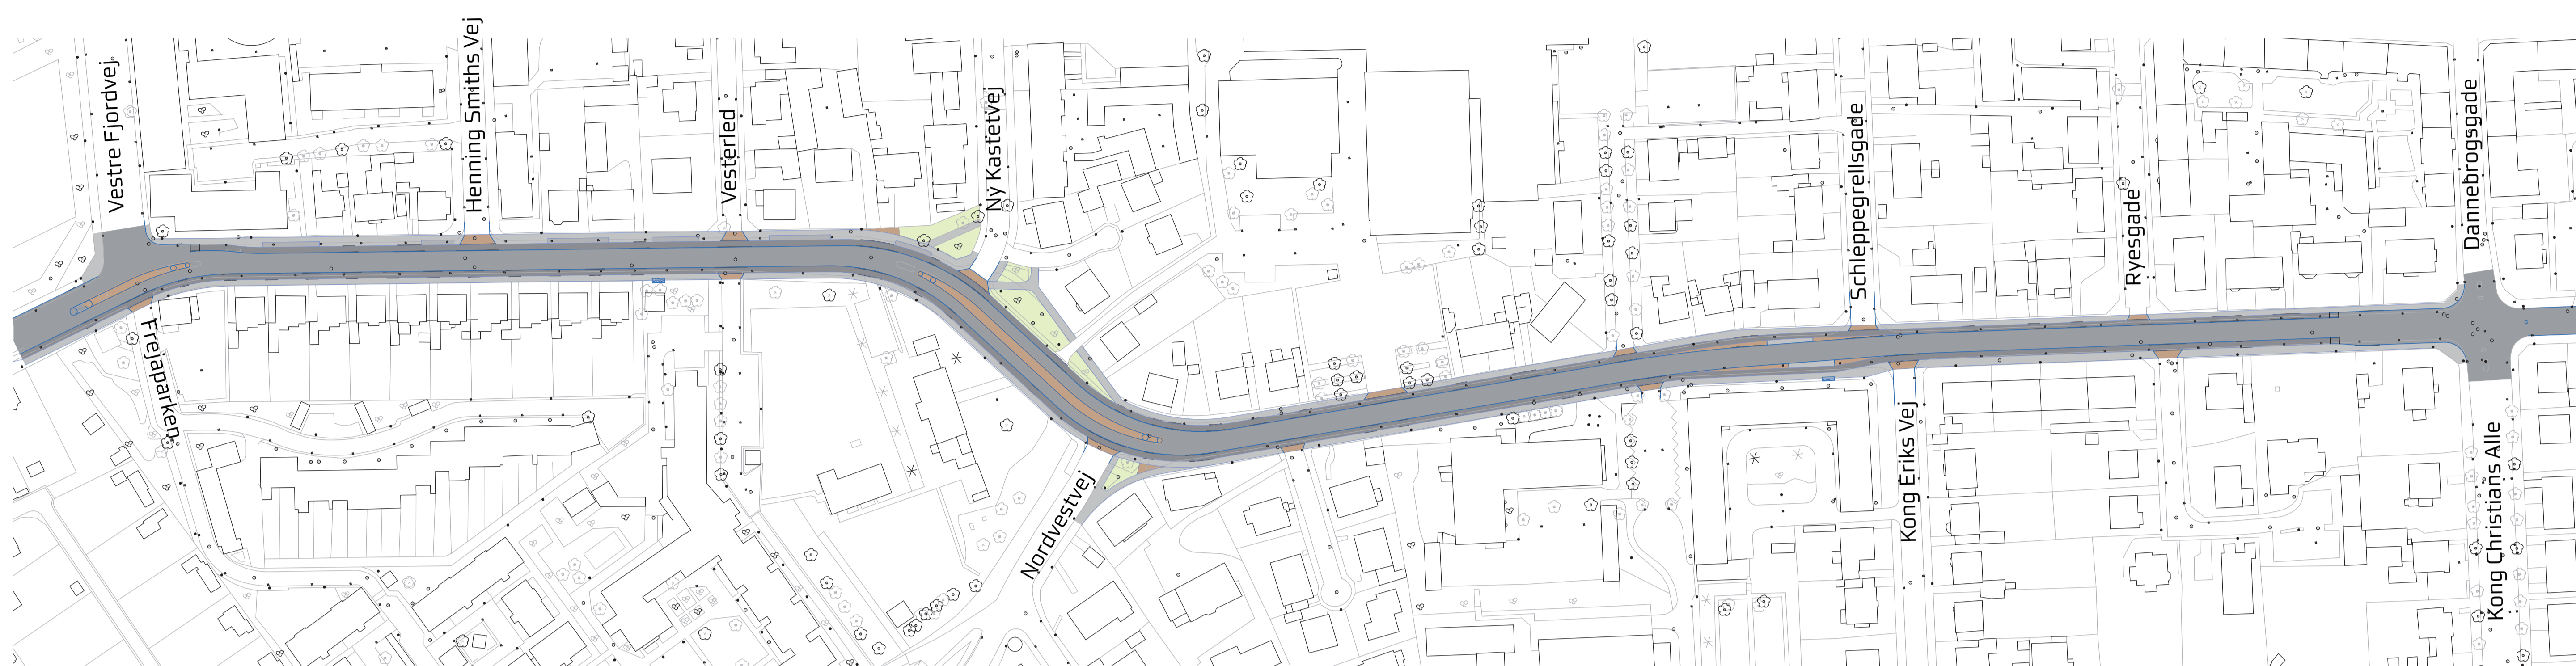 Vestre Fjordvej
Henning Smiths Vej
Vesterled
Ny Kastetvej
Schleppegrellsgade
Ryesgade
Dannebrogsgade
Frejaparken
Nordvestvej
Kong Eriks Vej
Kong Christians Alle